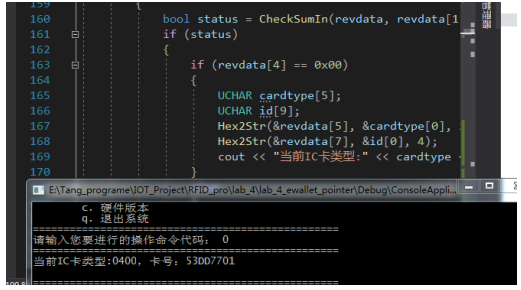 159 {
160 bool status = CheckSumIn(revdata, revdata[1
161 if (status)
162 {
163 if (revdata[4] == 0x00)
164 {
165 UCHAR cardtype[5];
166 UCHAR id[9];
167 Hex2Str(&revdata[5], &cardtype[0],
168 Hex2Str(&revdata[7], &id[0], 4);
169 cout << "当前IC卡类型:" << cardtype
170 }
E:\Tang_programe\IOT_Project\RFID_pro\lab_4\lab_4_ewallet_pointer\Debug\ConsoleAppli...
c. 硬件版本
q. 退出系统
==================================================
请输入您要进行的操作命令代码： 0
==================================================
当前IC卡类型:0400，卡号：53DD7701
==================================================